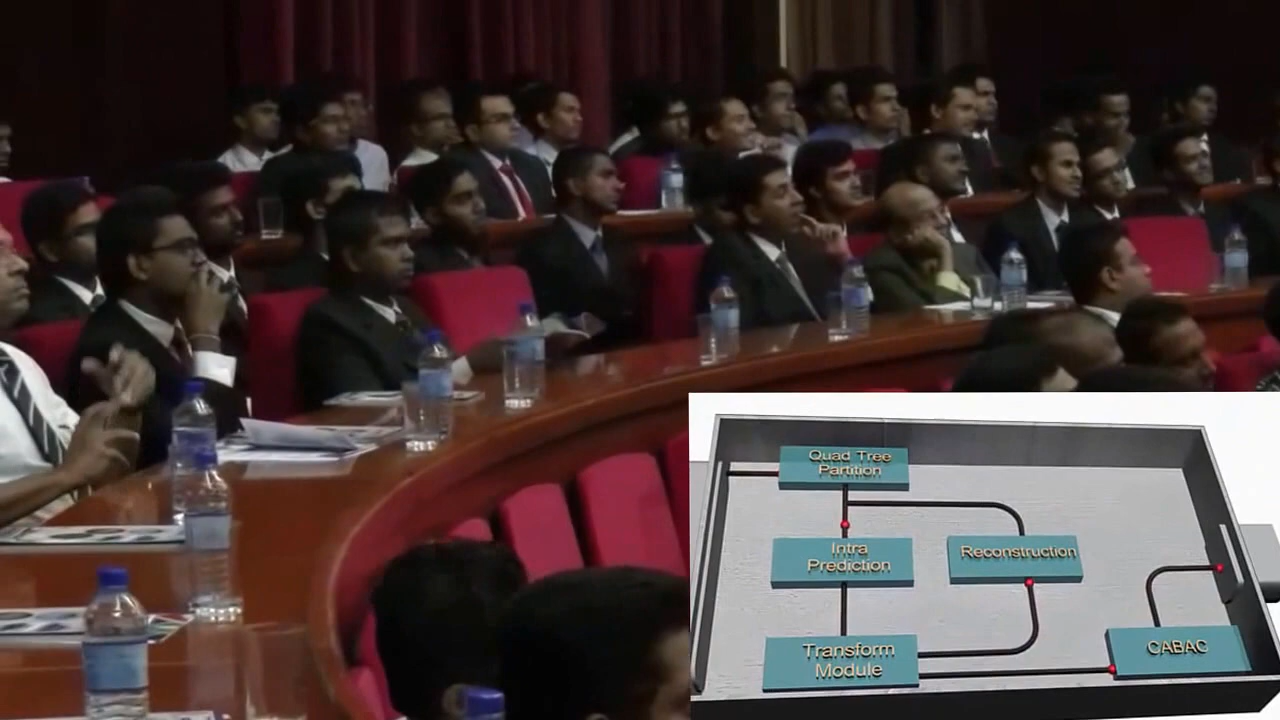 Quad Tree
Partition
Intra
Prediction
Reconstruction
Transform
Module
CABAC